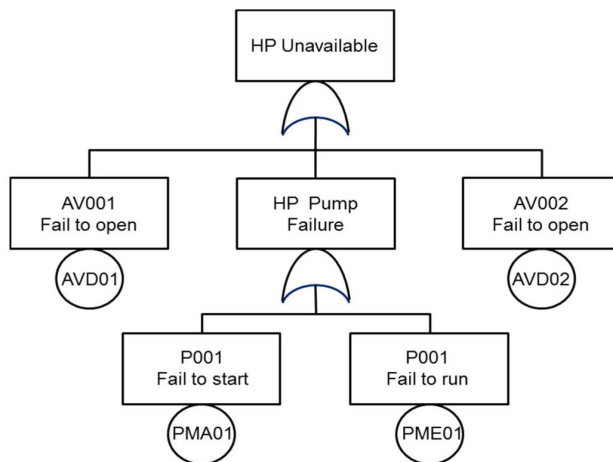 HP Unavailable
AV001
Fail to open
HP Pump
Failure
AV002
Fail to open
AVD01
AVD02
P001
Fail to start
P001
Fail to run
PMA01
PME01